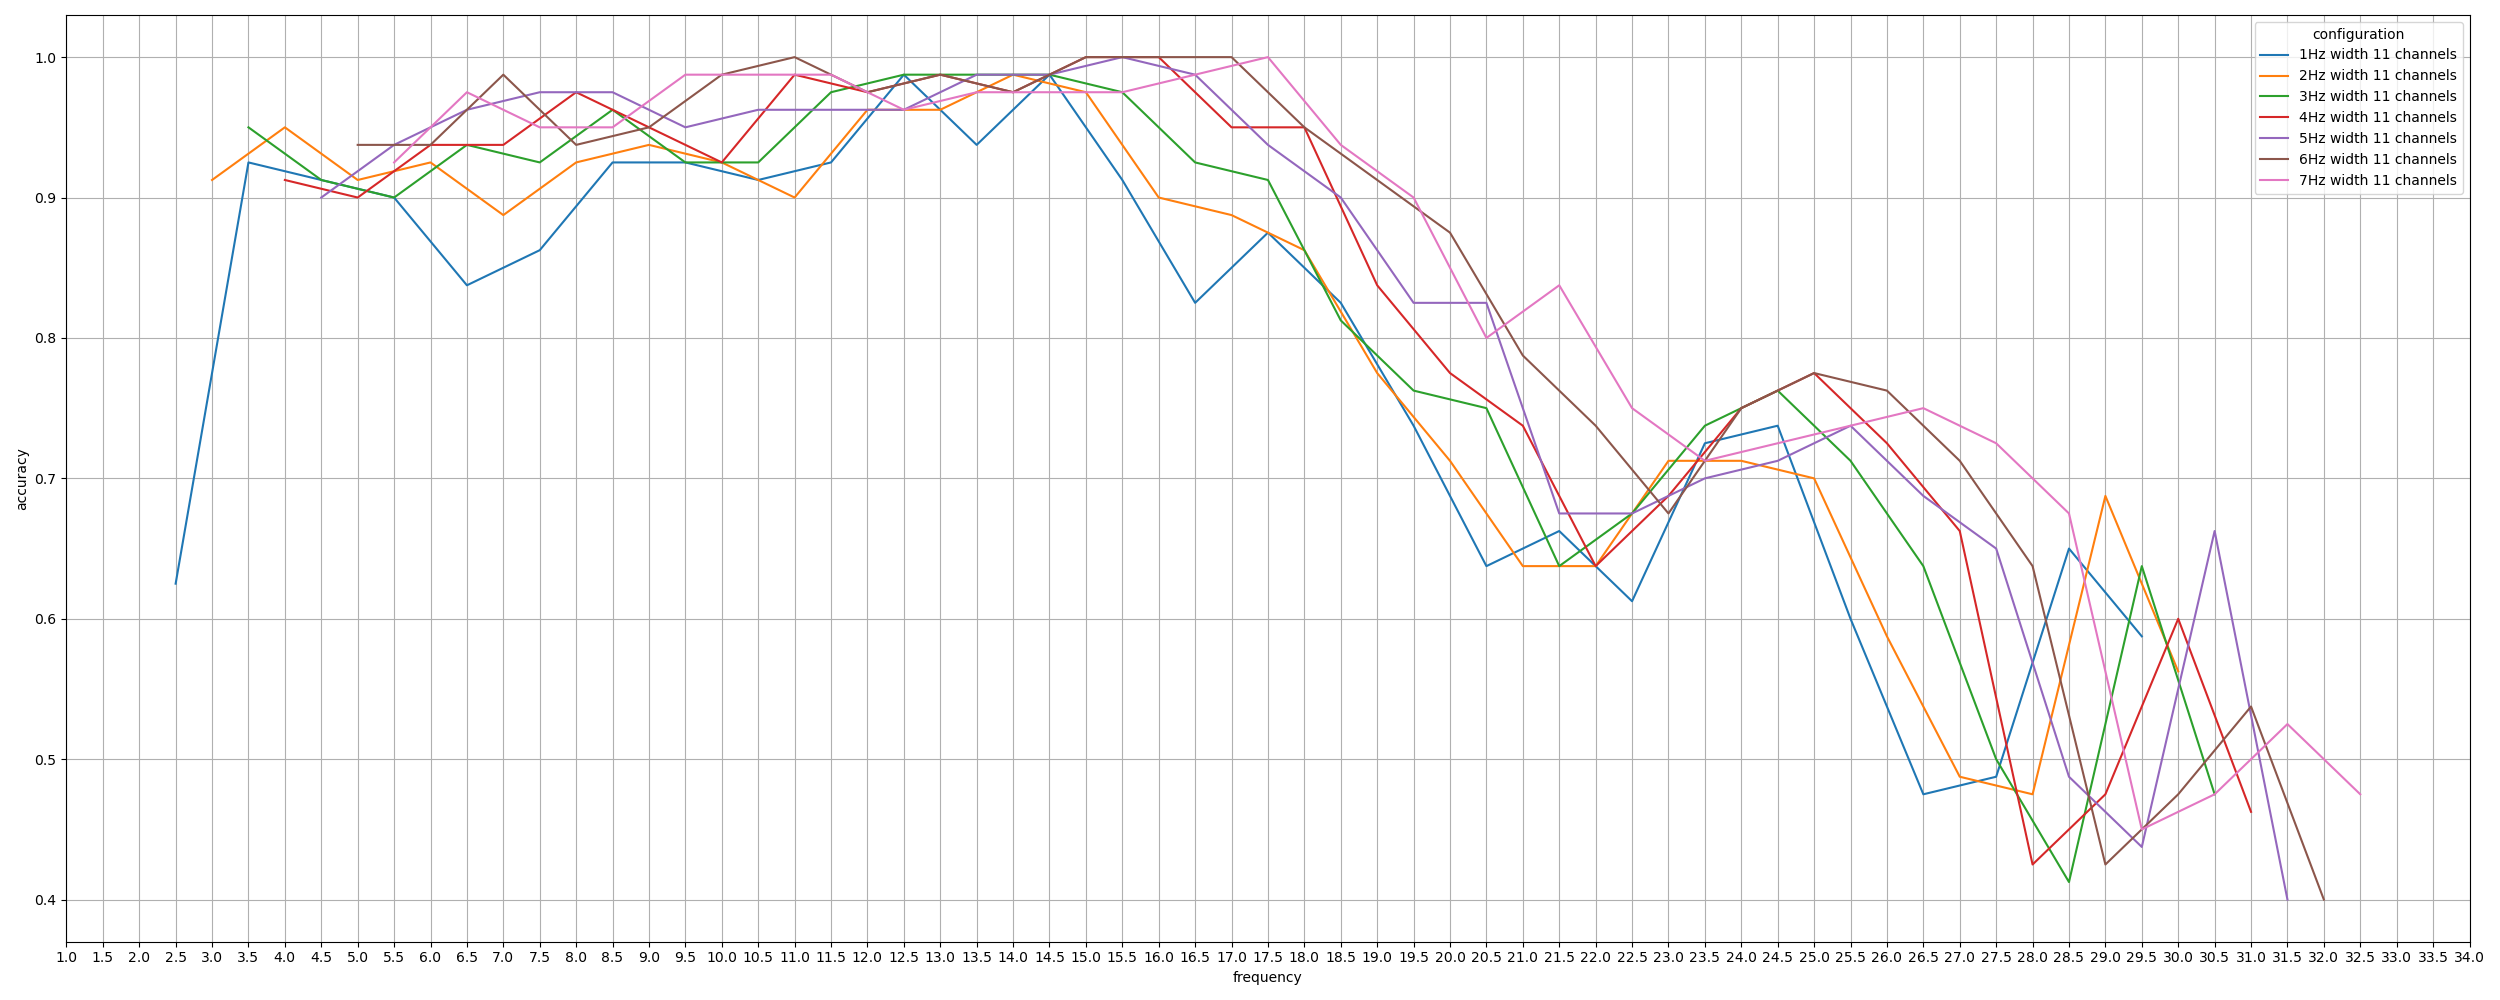 configuration
1Hz width 11 channels
2Hz width 11 channels
3Hz width 11 channels
4Hz width 11 channels
5Hz width 11 channels
6Hz width 11 channels
7Hz width 11 channels
1.0
0.9
0.8
0.7
0.6
0.5
0.4
accuracy
1.0 1.5 2.0 2.5 3.0 3.5 4.0 4.5 5.0 5.5 6.0 6.5 7.0 7.5 8.0 8.5 9.0 9.5 10.0 10.5 11.0 11.5 12.0 12.5 13.0 13.5 14.0 14.5 15.0 15.5 16.0 16.5 17.0 17.5 18.0 18.5 19.0 19.5 20.0 20.5 21.0 21.5 22.0 22.5 23.0 23.5 24.0 24.5 25.0 25.5 26.0 26.5 27.0 27.5 28.0 28.5 29.0 29.5 30.0 30.5 31.0 31.5 32.0 32.5 33.0 33.5 34.0
frequency